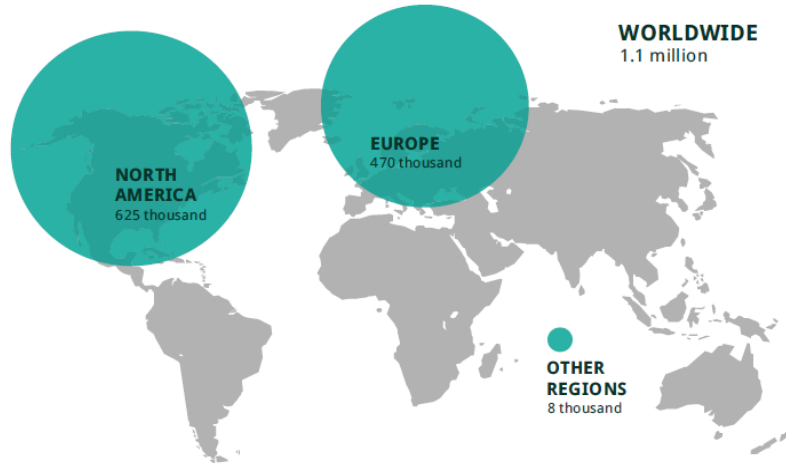 WORLDWIDE
1.1 million
EUROPE
470 thousand
NORTH
AMERICA
625 thousand
OTHER
REGIONS
8 thousand